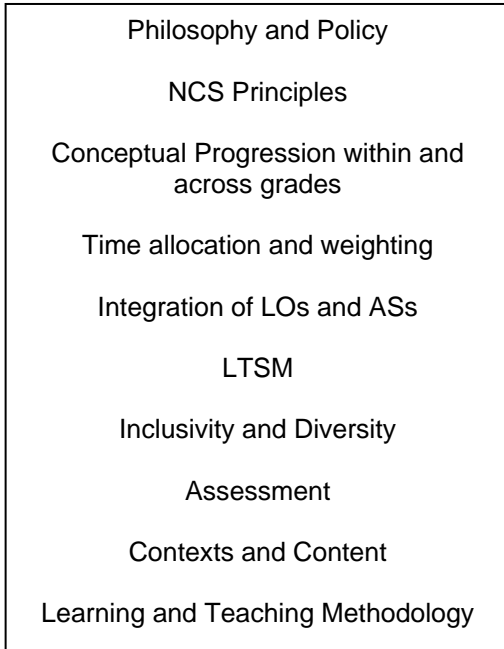 Philosophy and Policy
NCS Principles
Conceptual Progression within and
across grades
Time allocation and weighting
Integration of LOs and ASs
LTSM
Inclusivity and Diversity
Assessment
Contexts and Content
Learning and Teaching Methodology